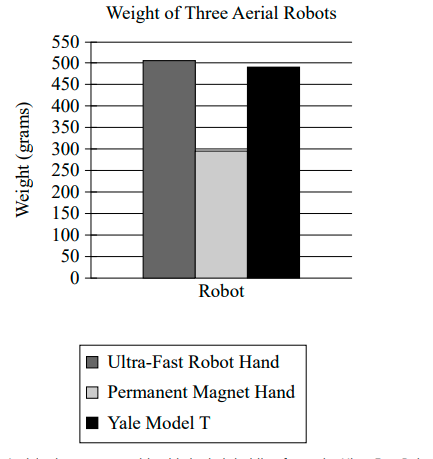 Weight of Three Aerial Robots
550
500
450
400
350
300
250
200
150
100
50
0
Weight (grams)
Robot
Ultra-Fast Robot Hand
Permanent Magnet Hand
Yale Model T